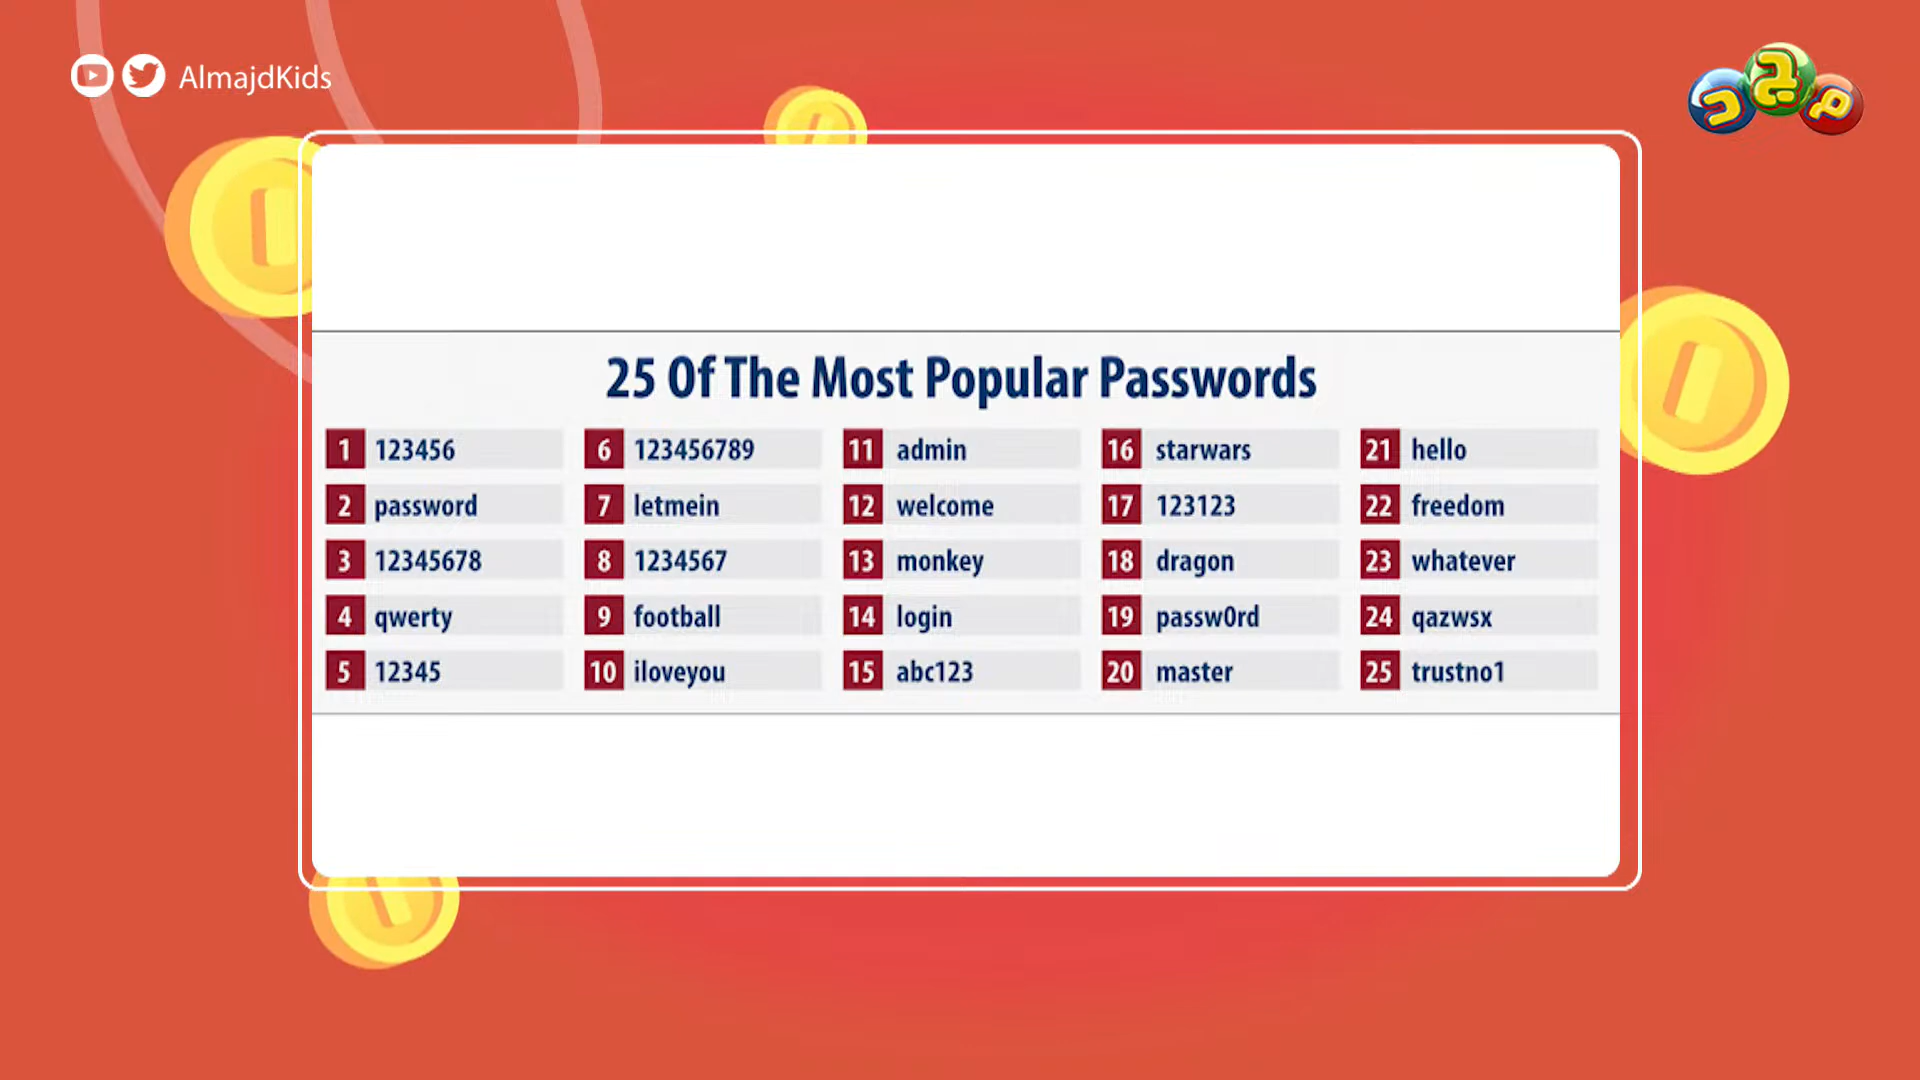 AlmajdKids
مجد
25 Of The Most Popular Passwords
1 123456
2 password
3 12345678
4 qwerty
5 12345
6 123456789
7 letmein
8 1234567
9 football
10 iloveyou
11 admin
12 welcome
13 monkey
14 login
15 abc123
16 starwars
17 123123
18 dragon
19 passw0rd
20 master
21 hello
22 freedom
23 whatever
24 qazwsx
25 trustno1